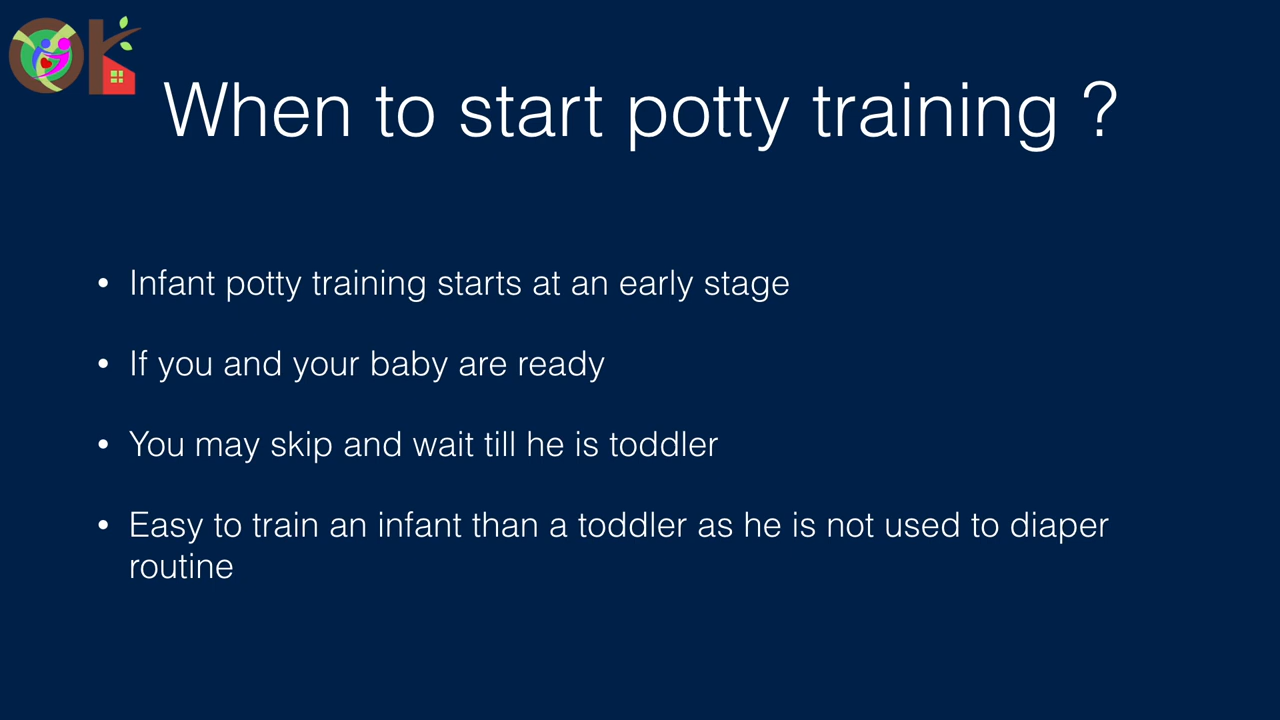 OK
When to start potty training ?
• Infant potty training starts at an early stage
• If you and your baby are ready
• You may skip and wait till he is toddler
• Easy to train an infant than a toddler as he is not used to diaper
routine